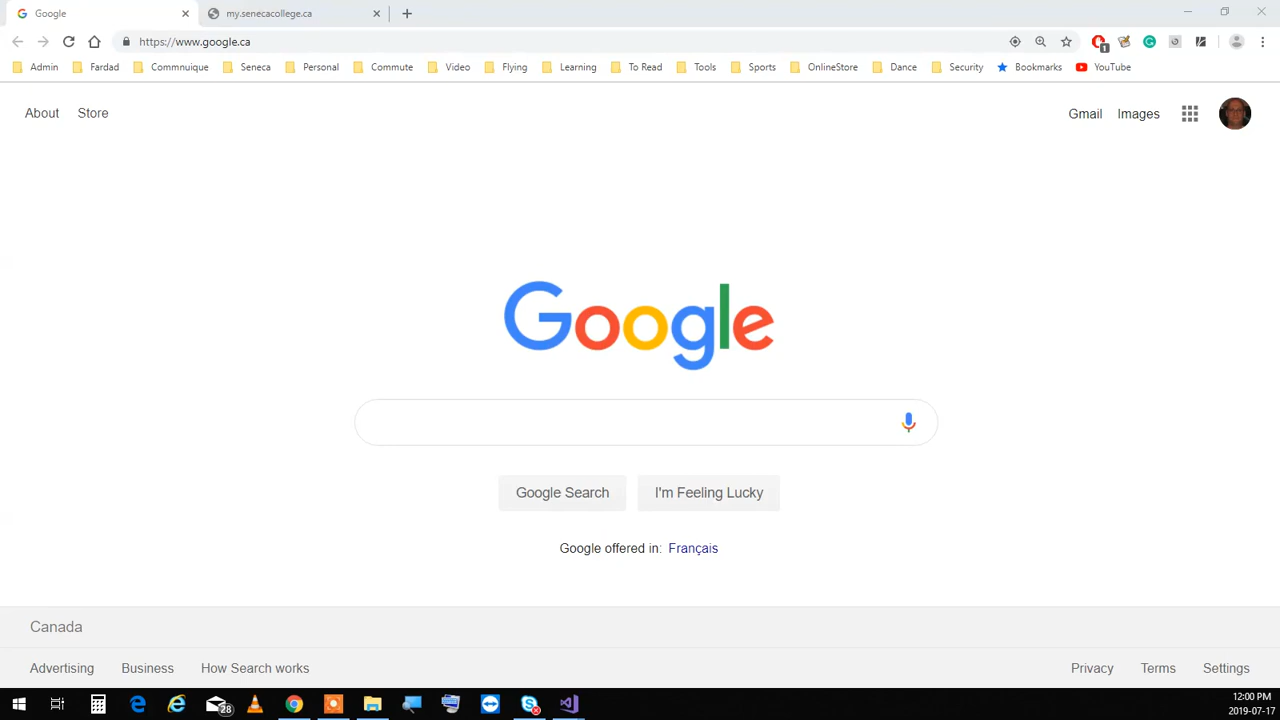 Google
my.senecacollege.ca
https://www.google.ca
1
Admin Fardad Commnuique Seneca Personal Commute Video Flying Learning To Read Tools Sports OnlineStore Dance Security Bookmarks YouTube
About Store
Gmail Images
Google
Google Search I'm Feeling Lucky
Google offered in: Français
Canada
Advertising Business How Search works
Privacy Terms Settings
28
12:00 PM
2019-07-17